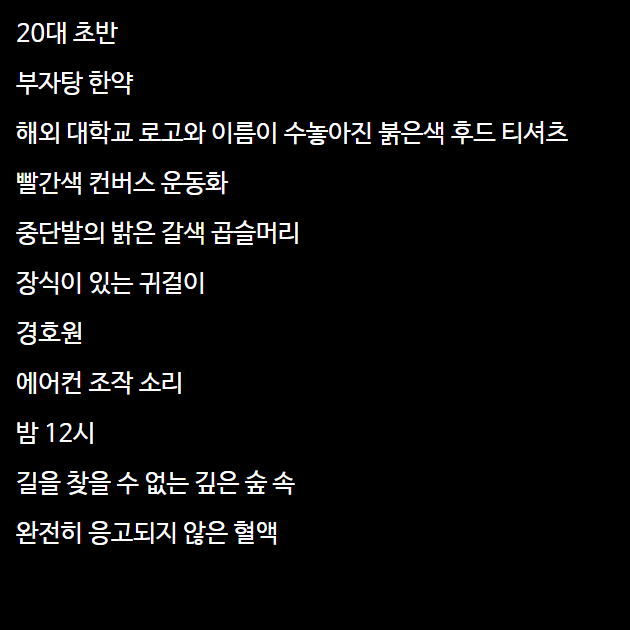 20대 초반
부자탕 한약
해외 대학교 로고와 이름이 수놓아진 붉은색 후드 티셔츠
빨간색 컨버스 운동화
중단발의 밝은 갈색 곱슬머리
장식이 있는 귀걸이
경호원
에어컨 조작 소리
밤 12시
길을 찾을 수 없는 깊은 숲 속
완전히 응고되지 않은 혈액